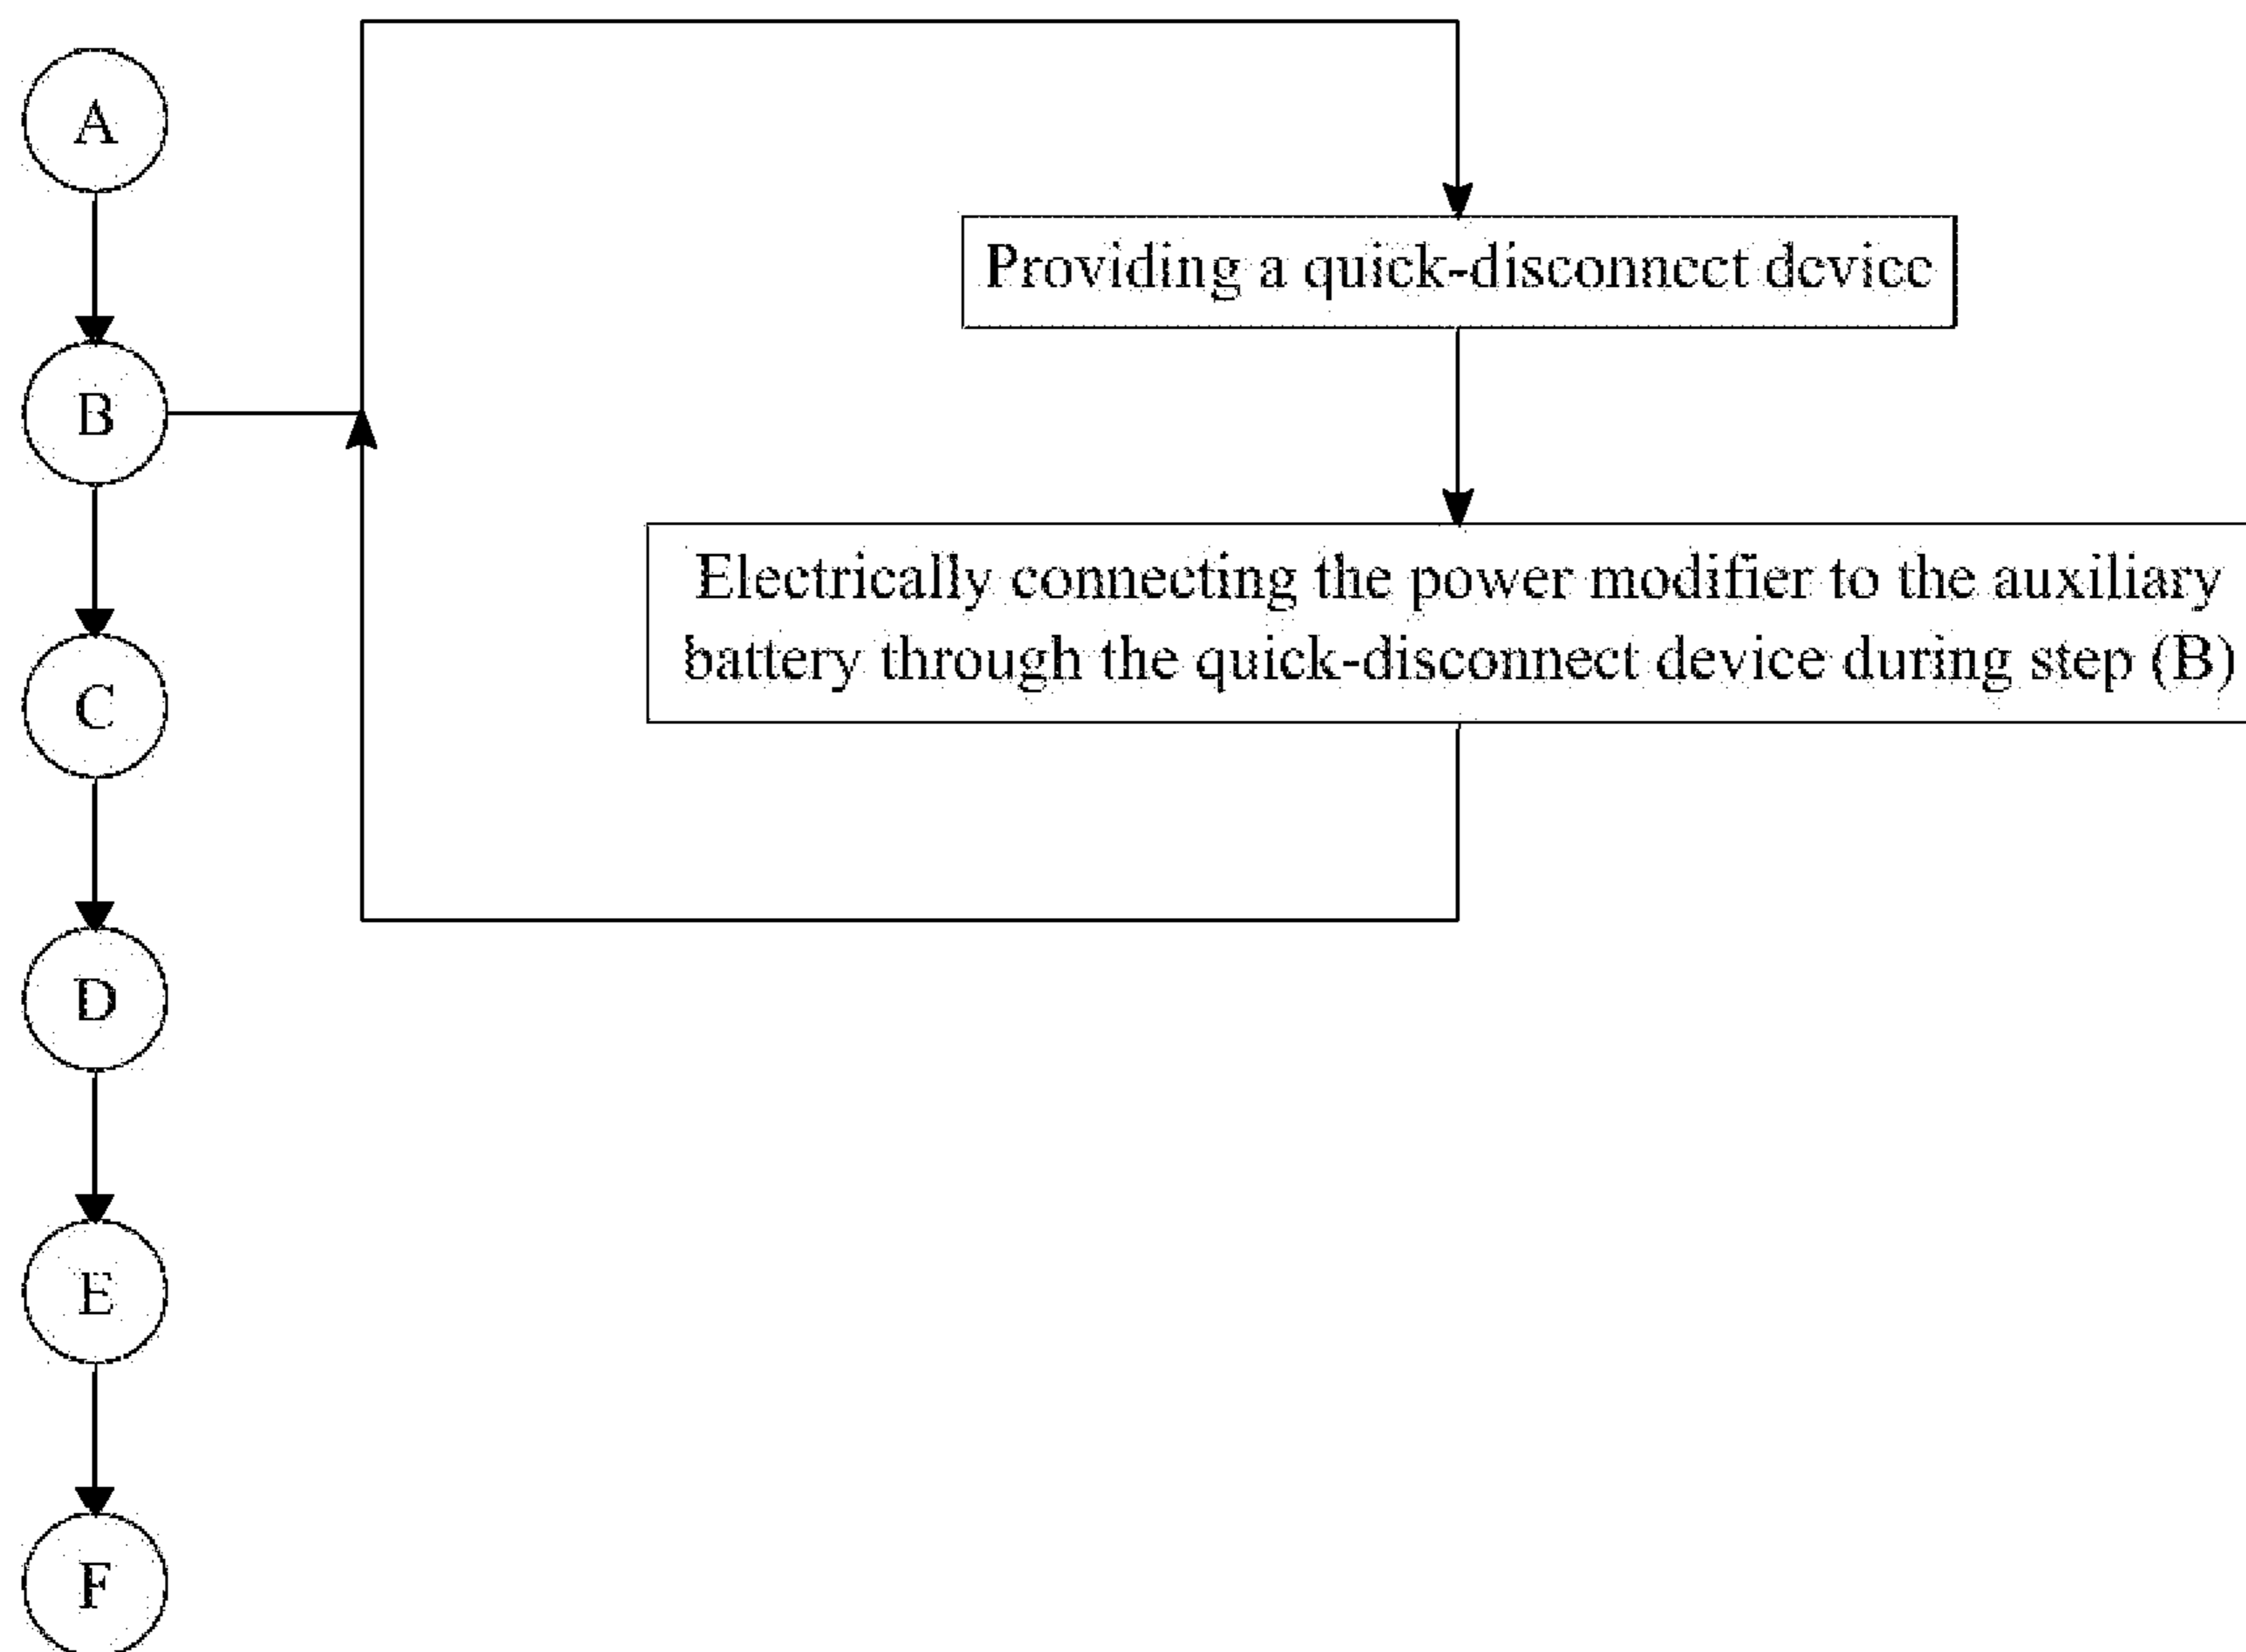 A
B
C
D
E
F
Providing a quick-disconnect device
Electrically connecting the power modifier to the auxiliary
battery through the quick-disconnect device during step (B)